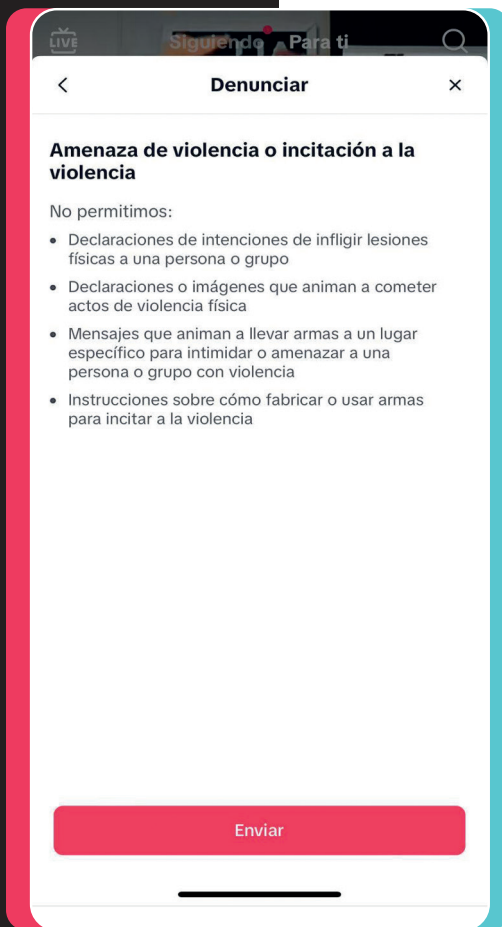 LIVE
Siguiendo Para ti
Denunciar
Amenaza de violencia o incitación a la
violencia
No permitimos:
• Declaraciones de intenciones de infligir lesiones
físicas a una persona o grupo
• Declaraciones o imágenes que animan a cometer
actos de violencia física
• Mensajes que animan a llevar armas a un lugar
específico para intimidar o amenazar a una
persona o grupo con violencia
• Instrucciones sobre cómo fabricar o usar armas
para incitar a la violencia
Enviar